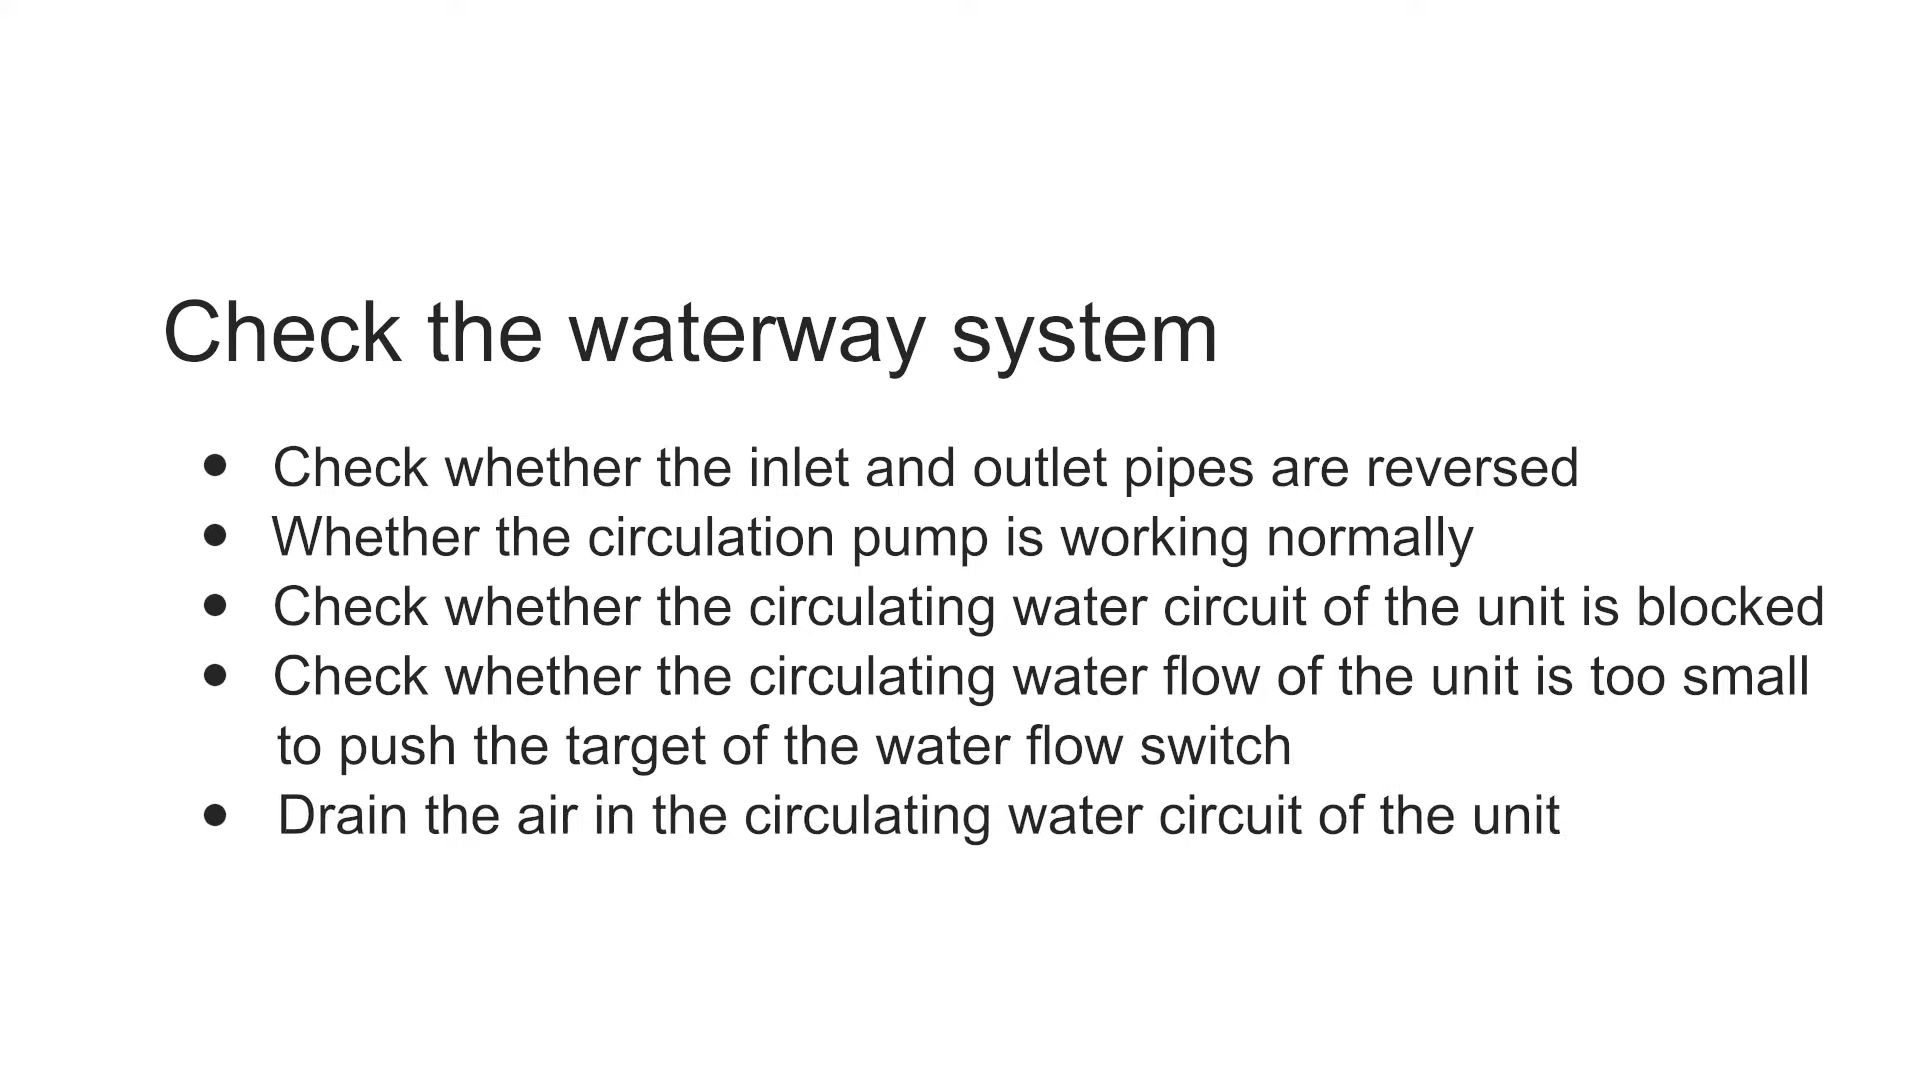 Check the waterway system
● Check whether the inlet and outlet pipes are reversed
● Whether the circulation pump is working normally
● Check whether the circulating water circuit of the unit is blocked
● Check whether the circulating water flow of the unit is too small
to push the target of the water flow switch
● Drain the air in the circulating water circuit of the unit